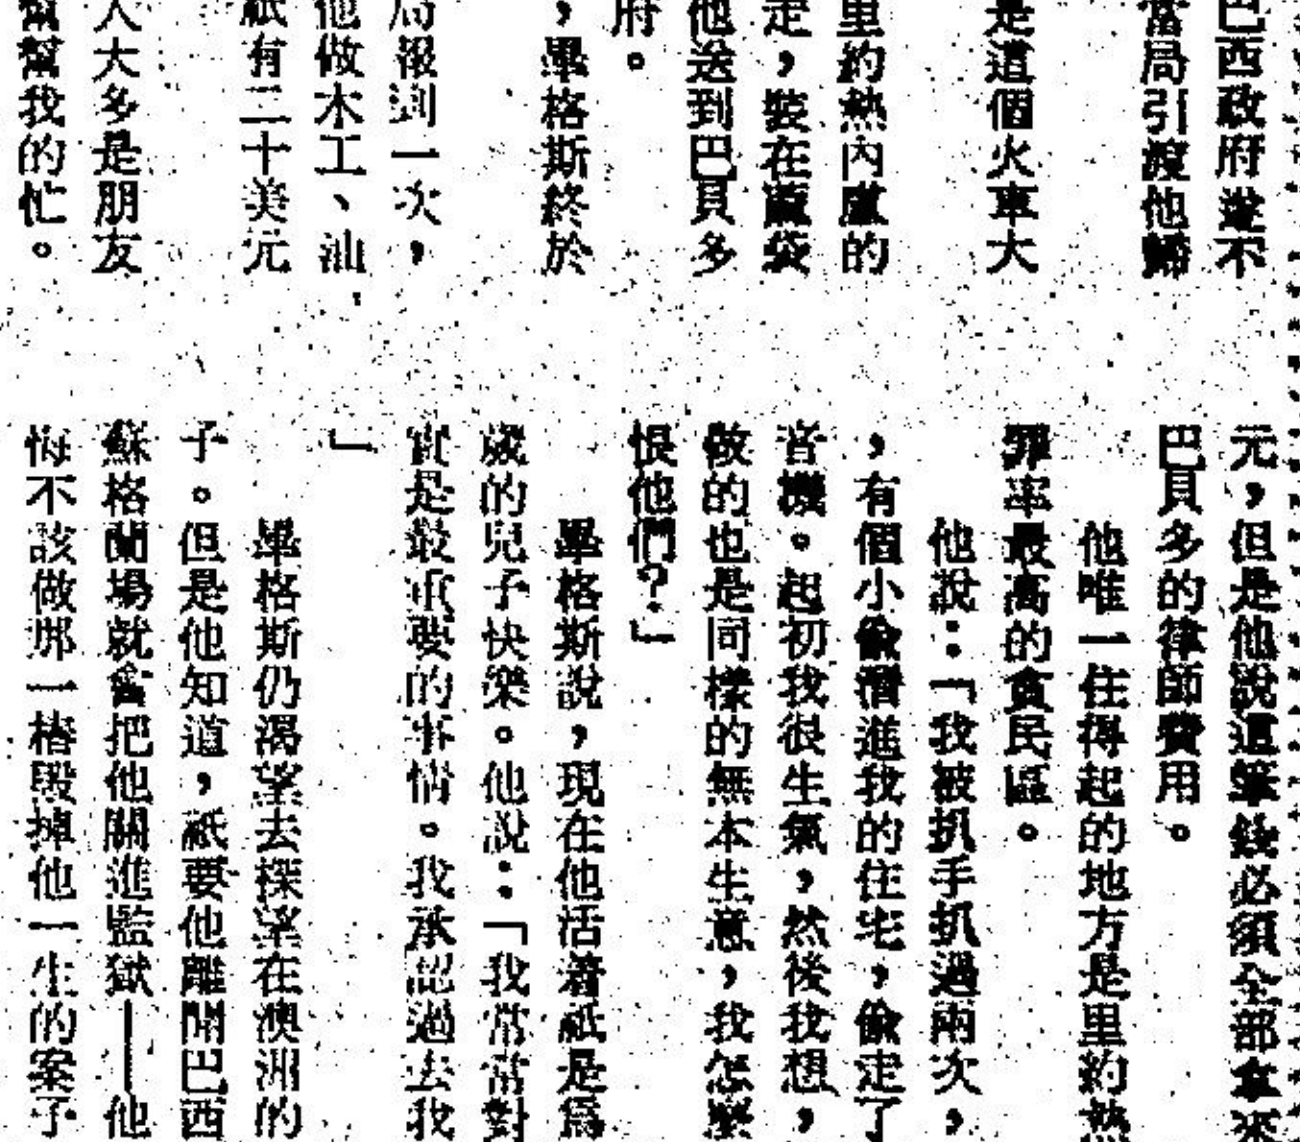 巴西政府遂不
當局引渡他歸
是這個火車大
里約熱內盧的
走，裝在蔴袋
他送到巴貝多
府。
，畢格斯終於
局報到一次，
他做木工、油
祇有二十美元
人大多是朋友
幫幫我的忙。
元，但是他說這筆錢必須全部拿來
巴貝多的律師費用。
他唯一住得起的地方是里約熱
罪率最高的貧民區。
他說：「我被扒手扒過兩次，
，有個小偷潛進我的住宅，偷走了
音機。起初我很生氣，然後我想，
做的也是同樣的無本生意，我怎麼
恨他們？」
畢格斯說，現在他活着祇是爲
歲的兒子快樂。他說：「我常常對
實是最重要的事情。我承認過去我
」
畢格斯仍渴望去探望在澳洲的
子。但是他知道，祇要他離開巴西
蘇格蘭場就會把他關進監獄——他
悔不該做那一樁毀掉他一生的案子